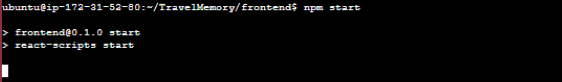 ubuntu@ip-172-31-52-80:~/TravelMemory/frontend$ npm start
> frontend@0.1.0 start
> react-scripts start